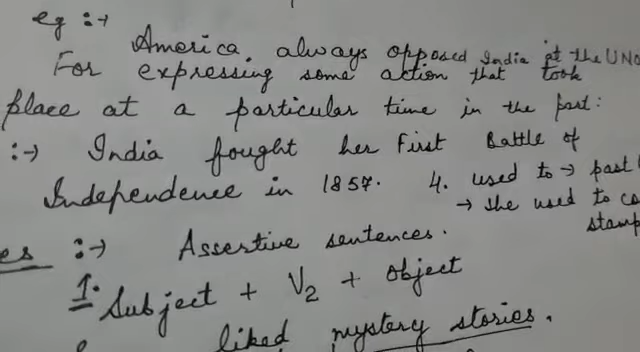 eg :→
America always opposed India at the UNO
For expressing some action that took
place at a particular time in the past:
:→ India fought her First Battle of
Independence in 1857.
4. used to → past
→ she used to
stamp
:→ Assertive sentences.
1. Subject + V₂ + Object
liked mystery stories.